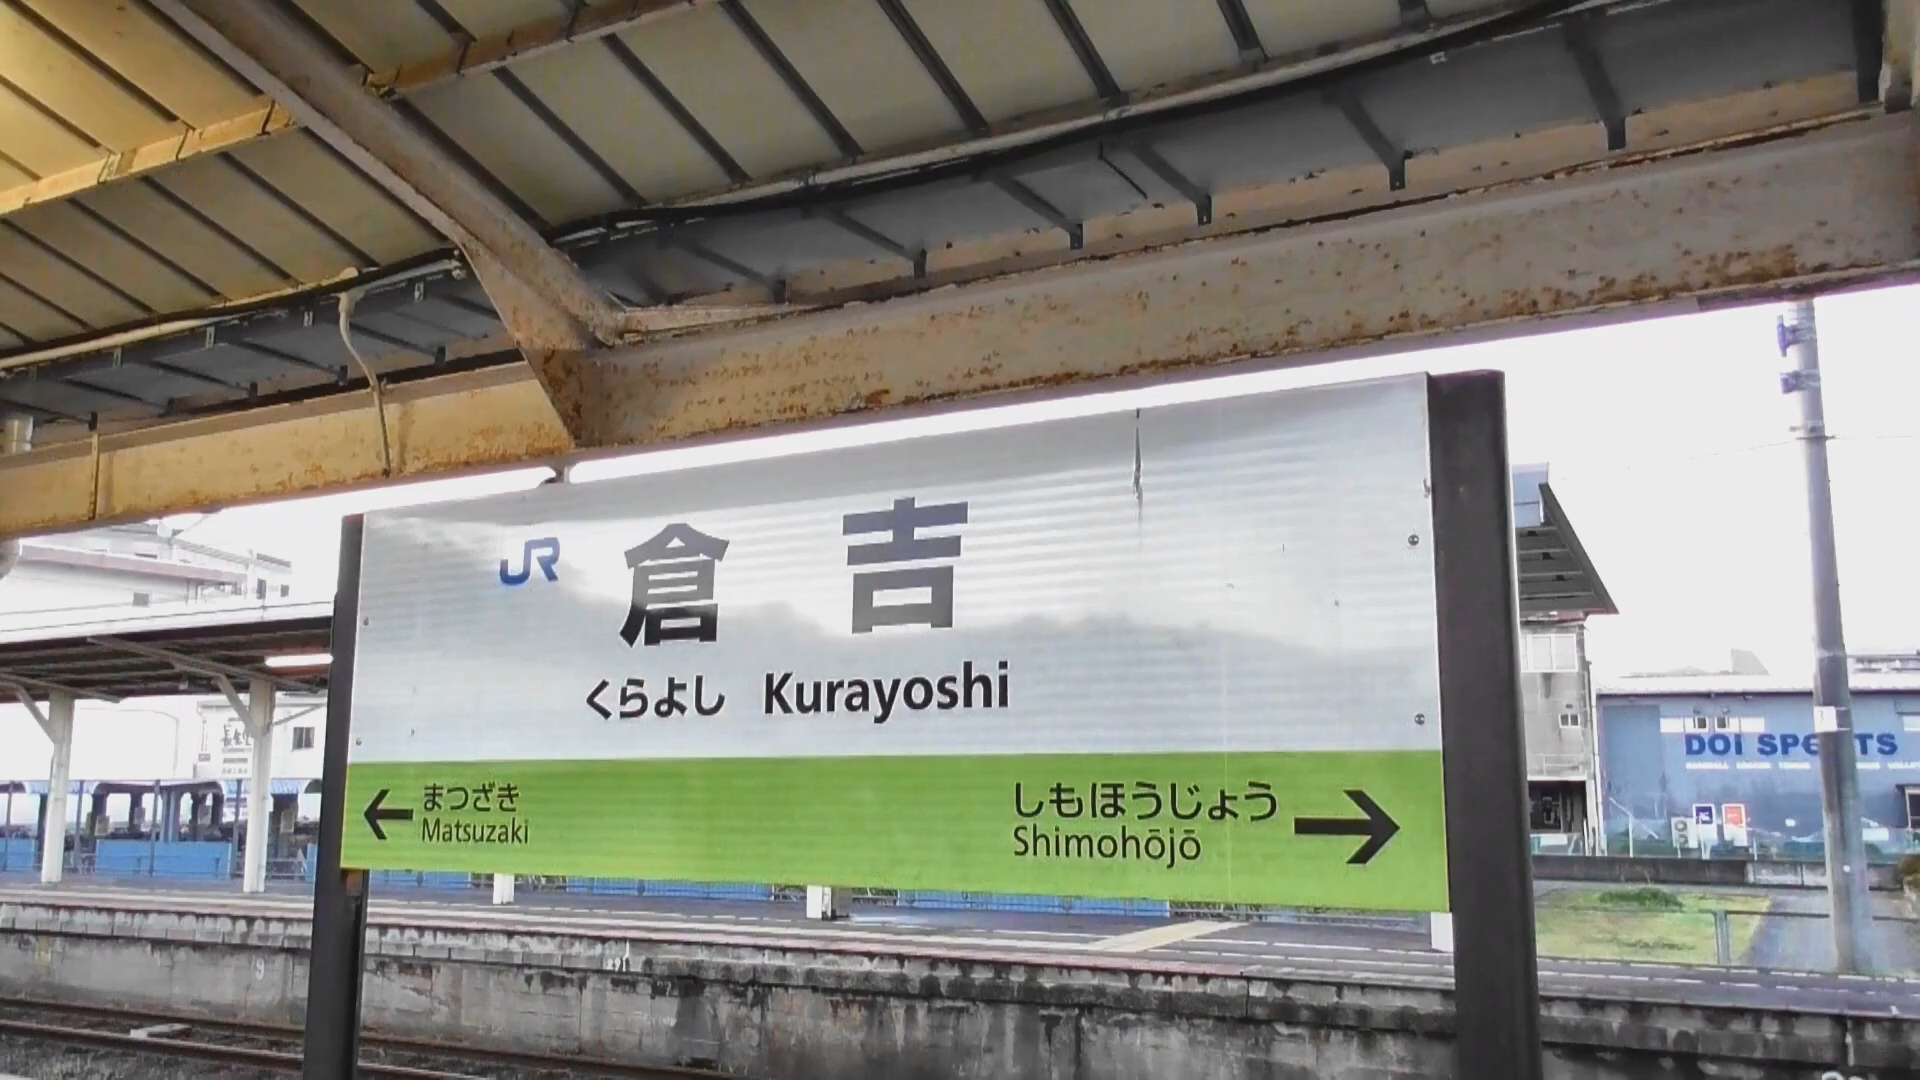 JR 倉吉
くらよし Kurayoshi
← まつざき
Matsuzaki
しもほうじょう →
Shimohōjō
DOI SPORTS